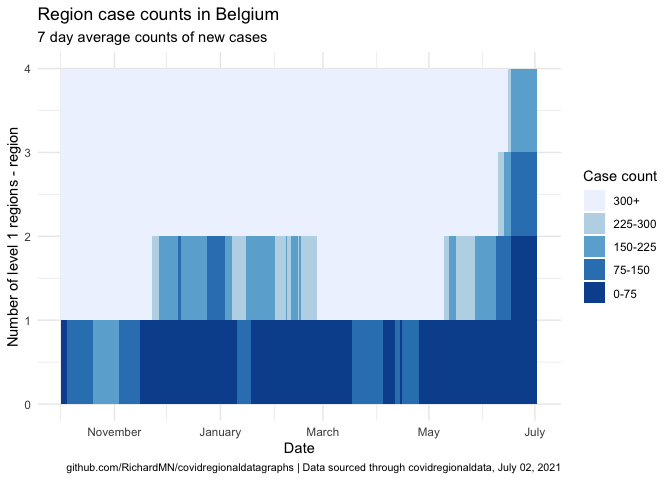 Region case counts in Belgium
7 day average counts of new cases
4
3
2
1
0
Number of level 1 regions - region
November
January
March
May
July
Date
Case count
300+
225-300
150-225
75-150
0-75
github.com/RichardMN/covidregionaldatagraphs | Data sourced through covidregionaldata, July 02, 2021